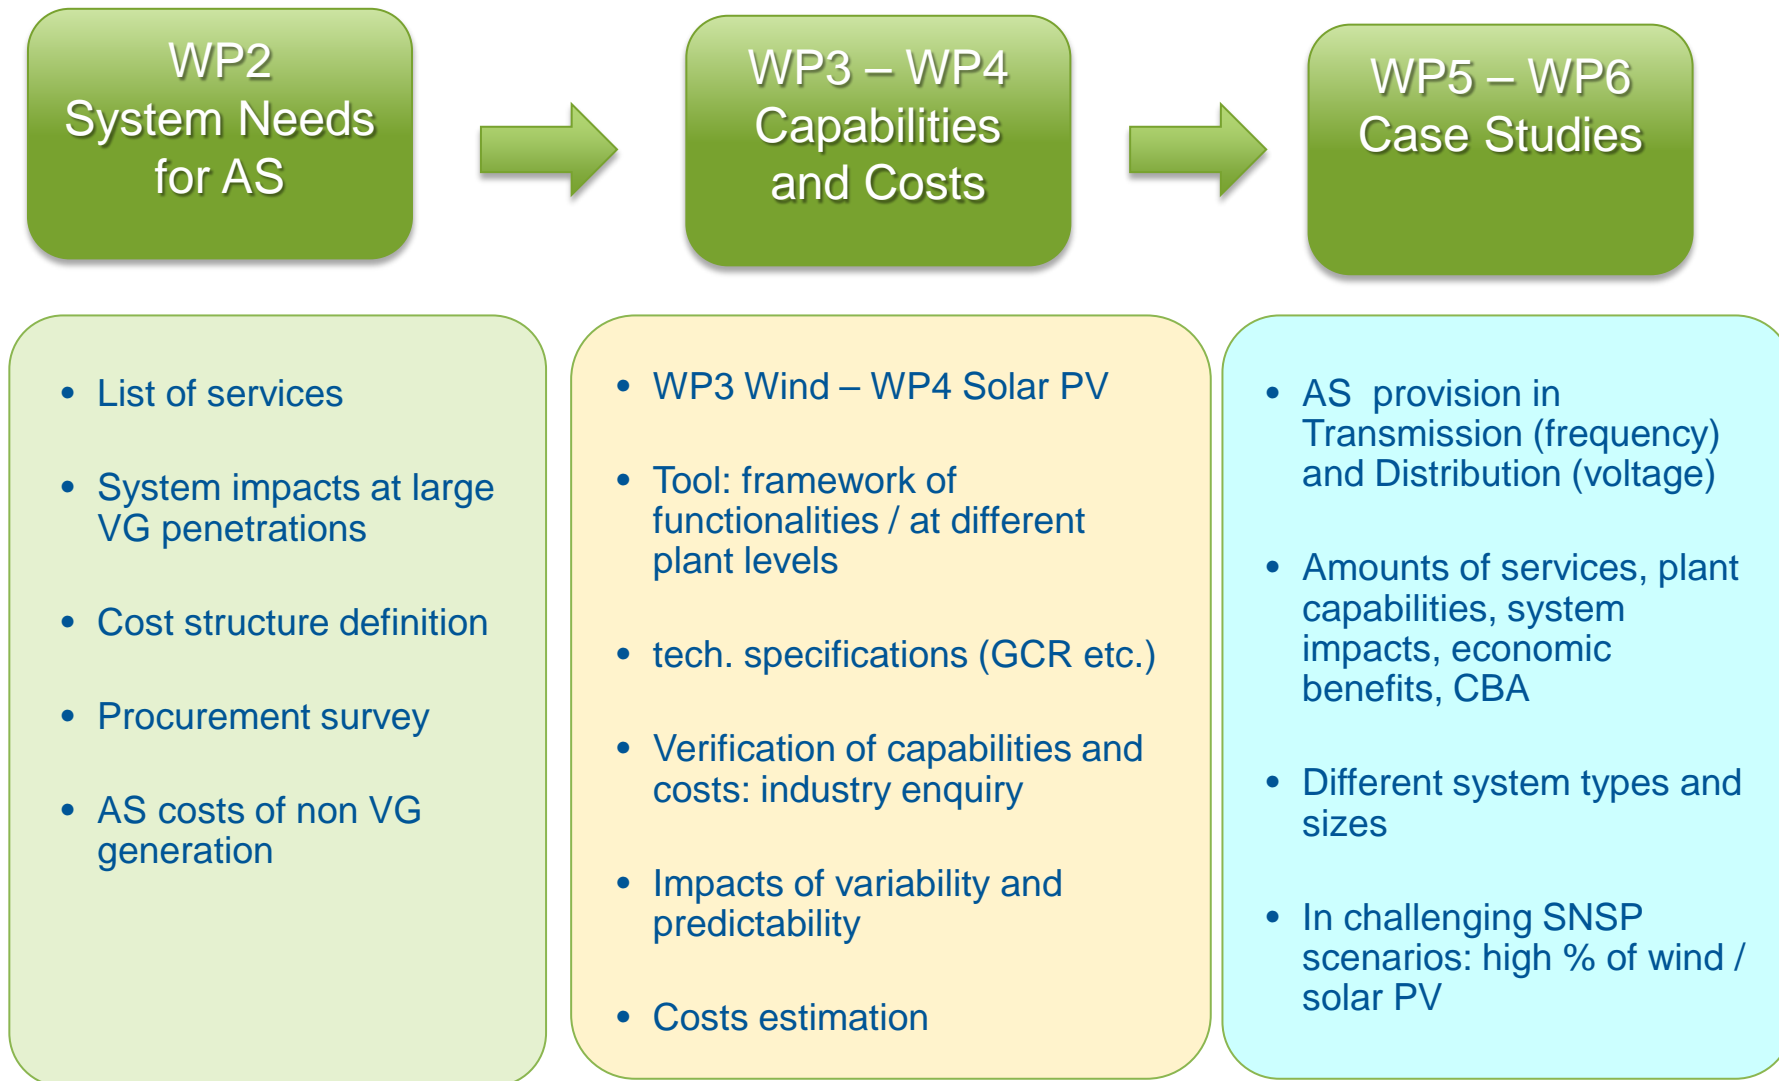 WP2
System Needs
for AS
WP3 – WP4
Capabilities
and Costs
WP5 – WP6
Case Studies
• List of services
• System impacts at large
VG penetrations
• Cost structure definition
• Procurement survey
• AS costs of non VG
generation
• WP3 Wind – WP4 Solar PV
• Tool: framework of
functionalities / at different
plant levels
• tech. specifications (GCR etc.)
• Verification of capabilities and
costs: industry enquiry
• Impacts of variability and
predictability
• Costs estimation
• AS provision in
Transmission (frequency)
and Distribution (voltage)
• Amounts of services, plant
capabilities, system
impacts, economic
benefits, CBA
• Different system types and
sizes
• In challenging SNSP
scenarios: high % of wind /
solar PV